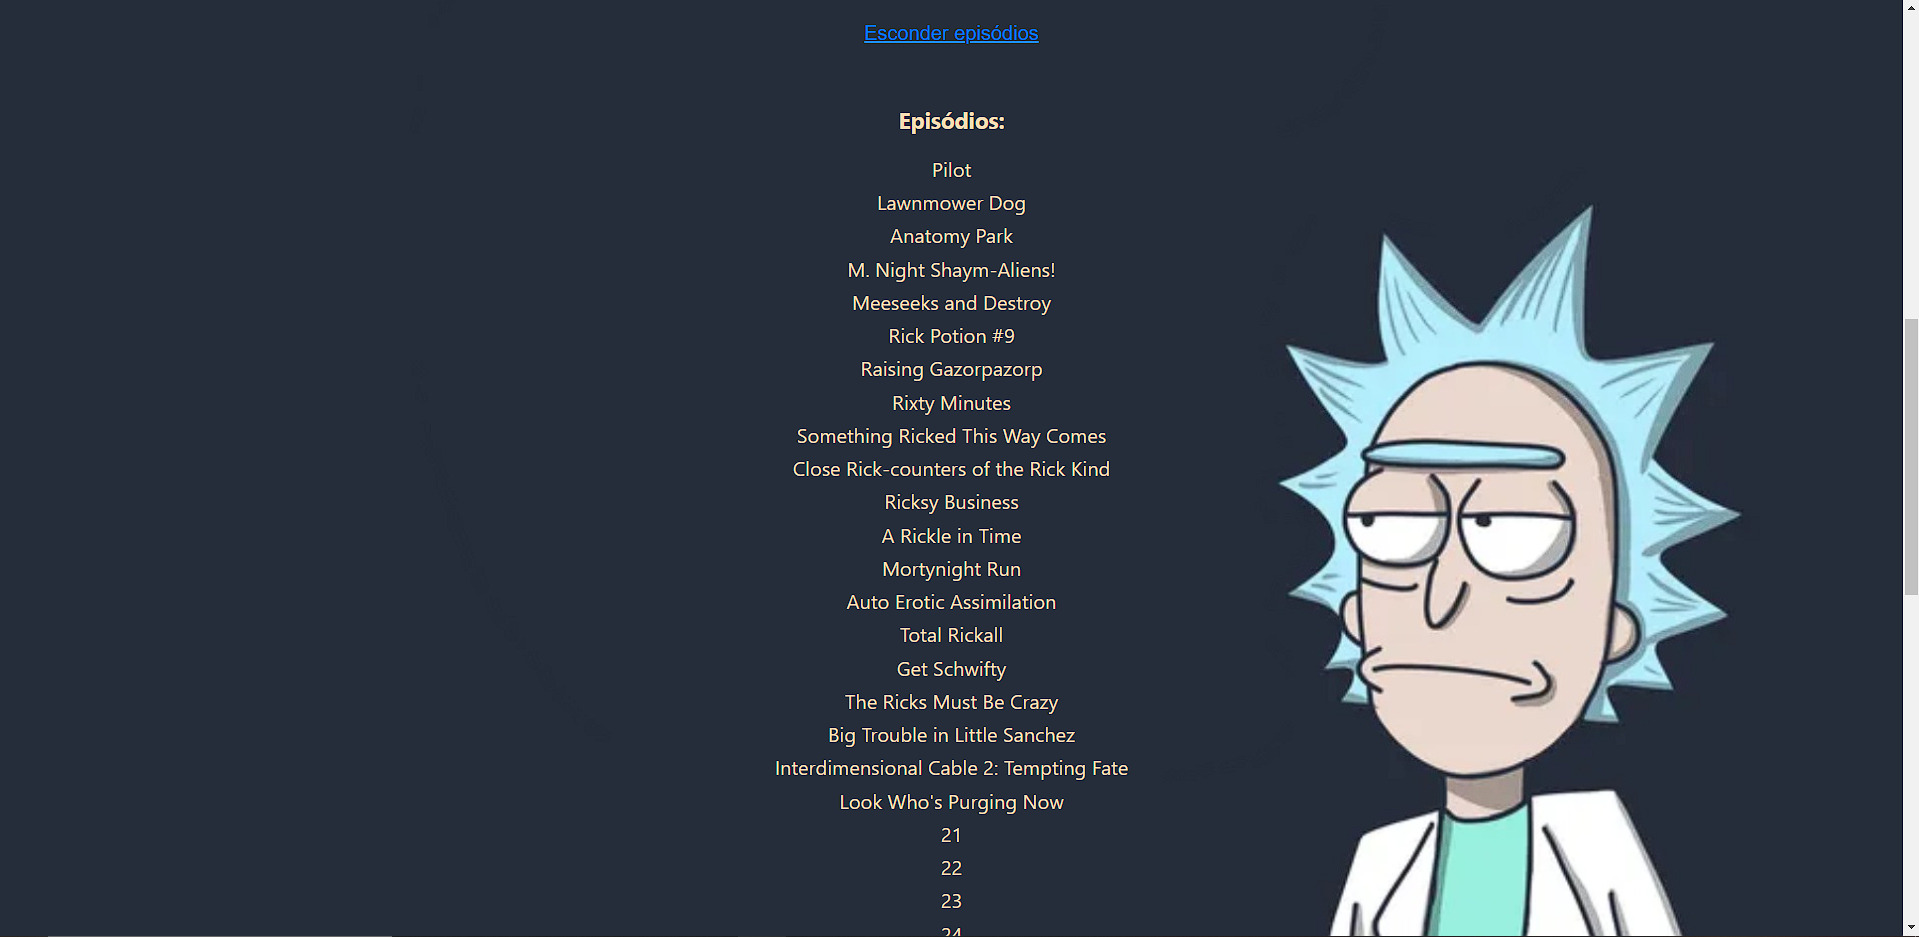 Esconder episódios
Episódios:
Pilot
Lawnmower Dog
Anatomy Park
M. Night Shaym-Aliens!
Meeseeks and Destroy
Rick Potion #9
Raising Gazorpazorp
Rixty Minutes
Something Ricked This Way Comes
Close Rick-counters of the Rick Kind
Ricksy Business
A Rickle in Time
Mortynight Run
Auto Erotic Assimilation
Total Rickall
Get Schwifty
The Ricks Must Be Crazy
Big Trouble in Little Sanchez
Interdimensional Cable 2: Tempting Fate
Look Who's Purging Now
21
22
23
24